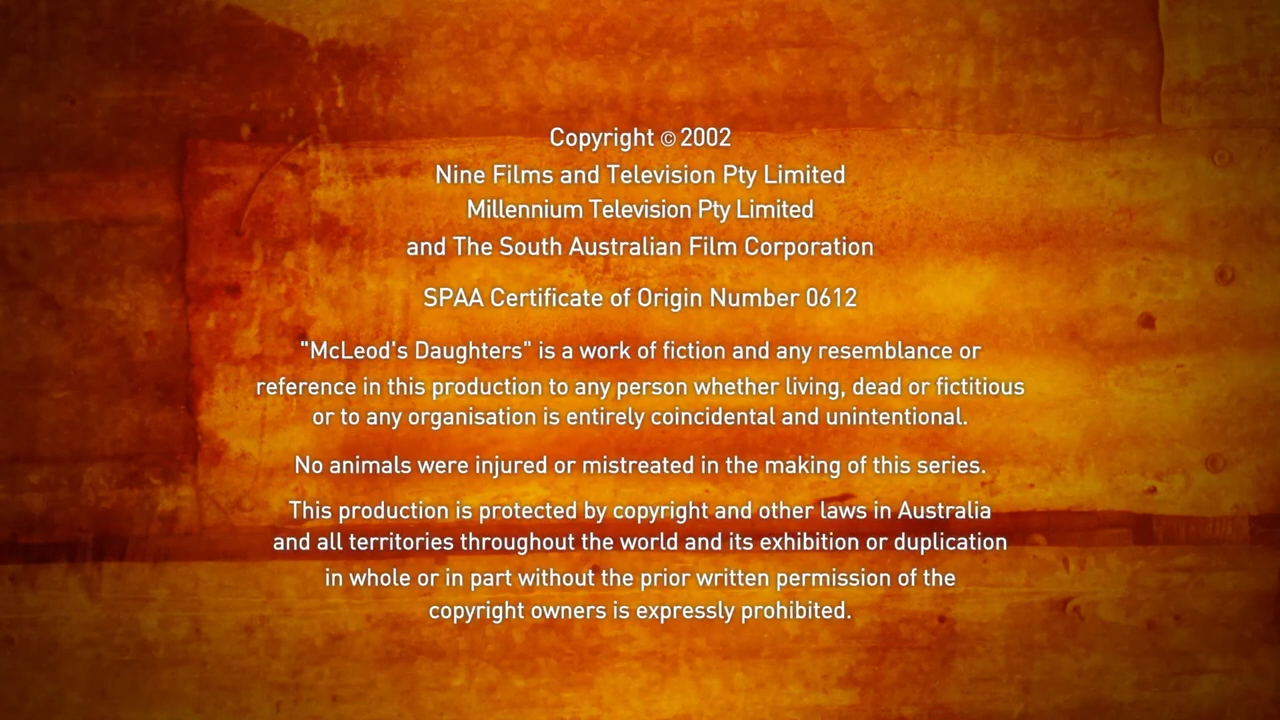 Copyright © 2002
Nine Films and Television Pty Limited
Millennium Television Pty Limited
and The South Australian Film Corporation
SPAA Certificate of Origin Number 0612
"McLeod's Daughters" is a work of fiction and any resemblance or
reference in this production to any person whether living, dead or fictitious
or to any organisation is entirely coincidental and unintentional.
No animals were injured or mistreated in the making of this series.
This production is protected by copyright and other laws in Australia
and all territories throughout the world and its exhibition or duplication
in whole or in part without the prior written permission of the
copyright owners is expressly prohibited.